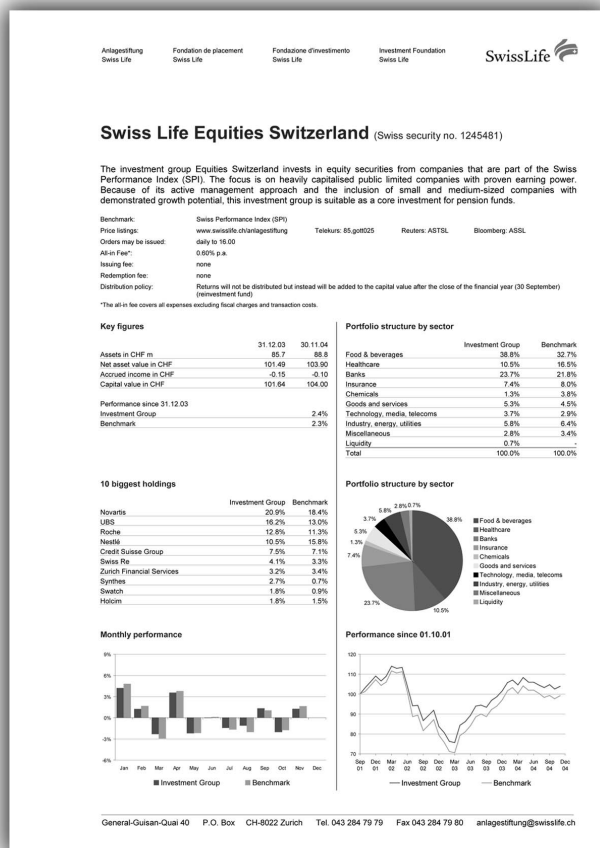 Anlagestiftung Fondation de placement Fondazione d'investimento Investment Foundation
Swiss Life Swiss Life Swiss Life Swiss Life
SwissLife
Swiss Life Equities Switzerland (Swiss security no. 1245481)
The investment group Equities Switzerland invests in equity securities from companies that are part of the Swiss
Performance Index (SPI). The focus is on heavily capitalised public limited companies with proven earning power.
Because of its active management approach and the inclusion of small and medium-sized companies with
demonstrated growth potential, this investment group is suitable as a core investment for pension funds.
Benchmark: Swiss Performance Index (SPI)
Price listings: www.swisslife.ch/anlagestiftung Telekurs: 85,gott025 Reuters: ASTSL Bloomberg: ASSL
Orders may be issued: daily to 16.00
All-in Fee*: 0.60% p.a.
Issuing fee: none
Redemption fee: none
Distribution policy: Returns will not be distributed but instead will be added to the capital value after the close of the financial year (30 September)
(reinvestment fund)
*The all-in fee covers all expenses excluding fiscal charges and transaction costs.
Key figures
31.12.03 30.11.04
Assets in CHF m 85.7 88.8
Net asset value in CHF 101.49 103.90
Accrued income in CHF -0.15 -0.10
Capital value in CHF 101.64 104.00
Performance since 31.12.03
Investment Group 2.4%
Benchmark 2.3%
Portfolio structure by sector
Investment Group Benchmark
Food & beverages 38.8% 32.7%
Healthcare 10.5% 16.5%
Banks 23.7% 21.8%
Insurance 7.4% 8.0%
Chemicals 1.3% 3.8%
Goods and services 5.3% 4.5%
Technology, media, telecoms 3.7% 2.9%
Industry, energy, utilities 5.8% 6.4%
Miscellaneous 2.8% 3.4%
Liquidity 0.7% -
Total 100.0% 100.0%
10 biggest holdings
Investment Group Benchmark
Novartis 20.9% 18.4%
UBS 16.2% 13.0%
Roche 12.8% 11.3%
Nestlé 10.5% 15.8%
Credit Suisse Group 7.5% 7.1%
Swiss Re 4.1% 3.3%
Zurich Financial Services 3.2% 3.4%
Synthes 2.7% 0.7%
Swatch 1.8% 0.9%
Holcim 1.8% 1.5%
Portfolio structure by sector
2.8% 0.7%
5.8%
3.7%
38.8%
5.3%
1.3%
7.4%
23.7%
10.5%
Food & beverages
Healthcare
Banks
Insurance
Chemicals
Goods and services
Technology, media, telecoms
Industry, energy, utilities
Miscellaneous
Liquidity
Monthly performance
9%
6%
3%
0%
-3%
-6%
Jan Feb Mar Apr May Jun Jul Aug Sep Oct Nov Dec
Investment Group Benchmark
Performance since 01.10.01
120
110
100
90
80
70
Sep Dec Mar Jun Sep Dec Mar Jun Sep Dec Mar Jun Sep Dec
01 01 02 02 02 02 03 03 03 03 04 04 04 04
Investment Group Benchmark
General-Guisan-Quai 40 P.O. Box CH-8022 Zurich Tel. 043 284 79 79 Fax 043 284 79 80 anlagestiftung@swisslife.ch